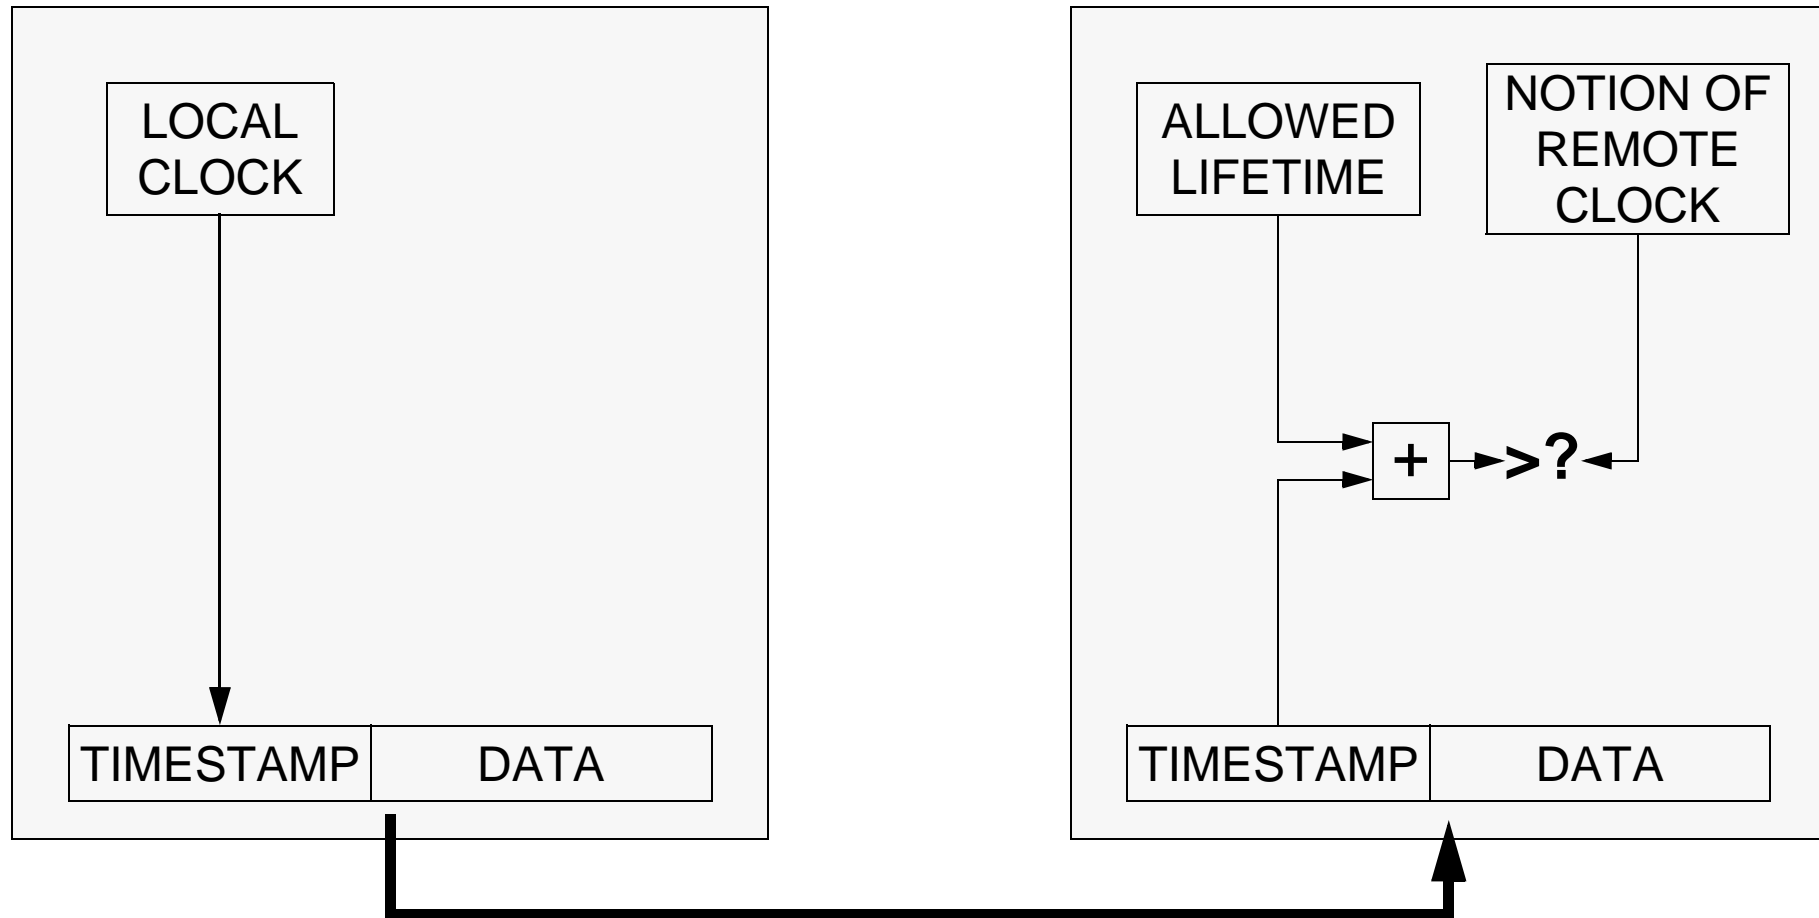 LOCAL
CLOCK
ALLOWED
LIFETIME
NOTION OF
REMOTE
CLOCK
+
>?
TIMESTAMP
DATA
TIMESTAMP
DATA